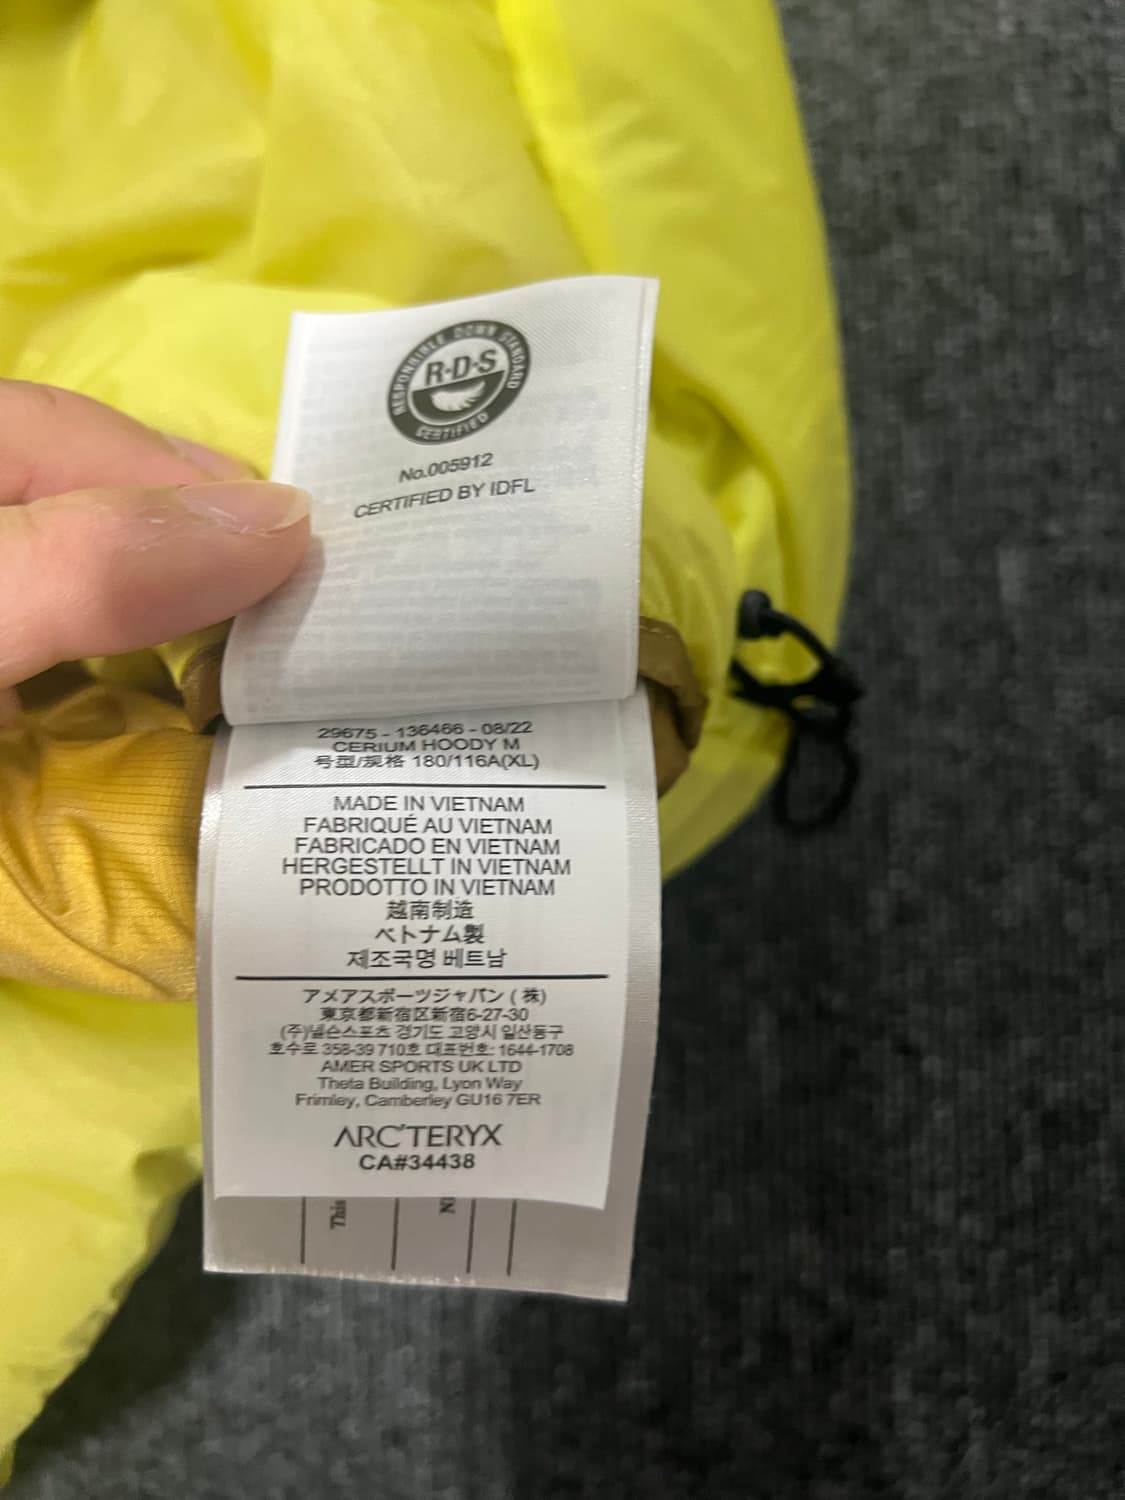 RESPONSIBLE DOWN STANDARD
R·D·S
CERTIFIED
No.005912
CERTIFIED BY IDFL
29675 - 136466 - 08/22
CERIUM HOODY M
号型/规格 180/116A(XL)
MADE IN VIETNAM
FABRIQUÉ AU VIETNAM
FABRICADO EN VIETNAM
HERGESTELLT IN VIETNAM
PRODOTTO IN VIETNAM
越南制造
ベトナム製
제조국명 베트남
アメアスポーツジャパン (株)
東京都新宿区新宿6-27-30
(주)넬슨스포츠 경기도 고양시 일산동구
호수로 358-39 710호 대표번호: 1644-1708
AMER SPORTS UK LTD
Theta Building, Lyon Way
Frimley, Camberley GU16 7ER
ARC'TERYX
CA#34438
This